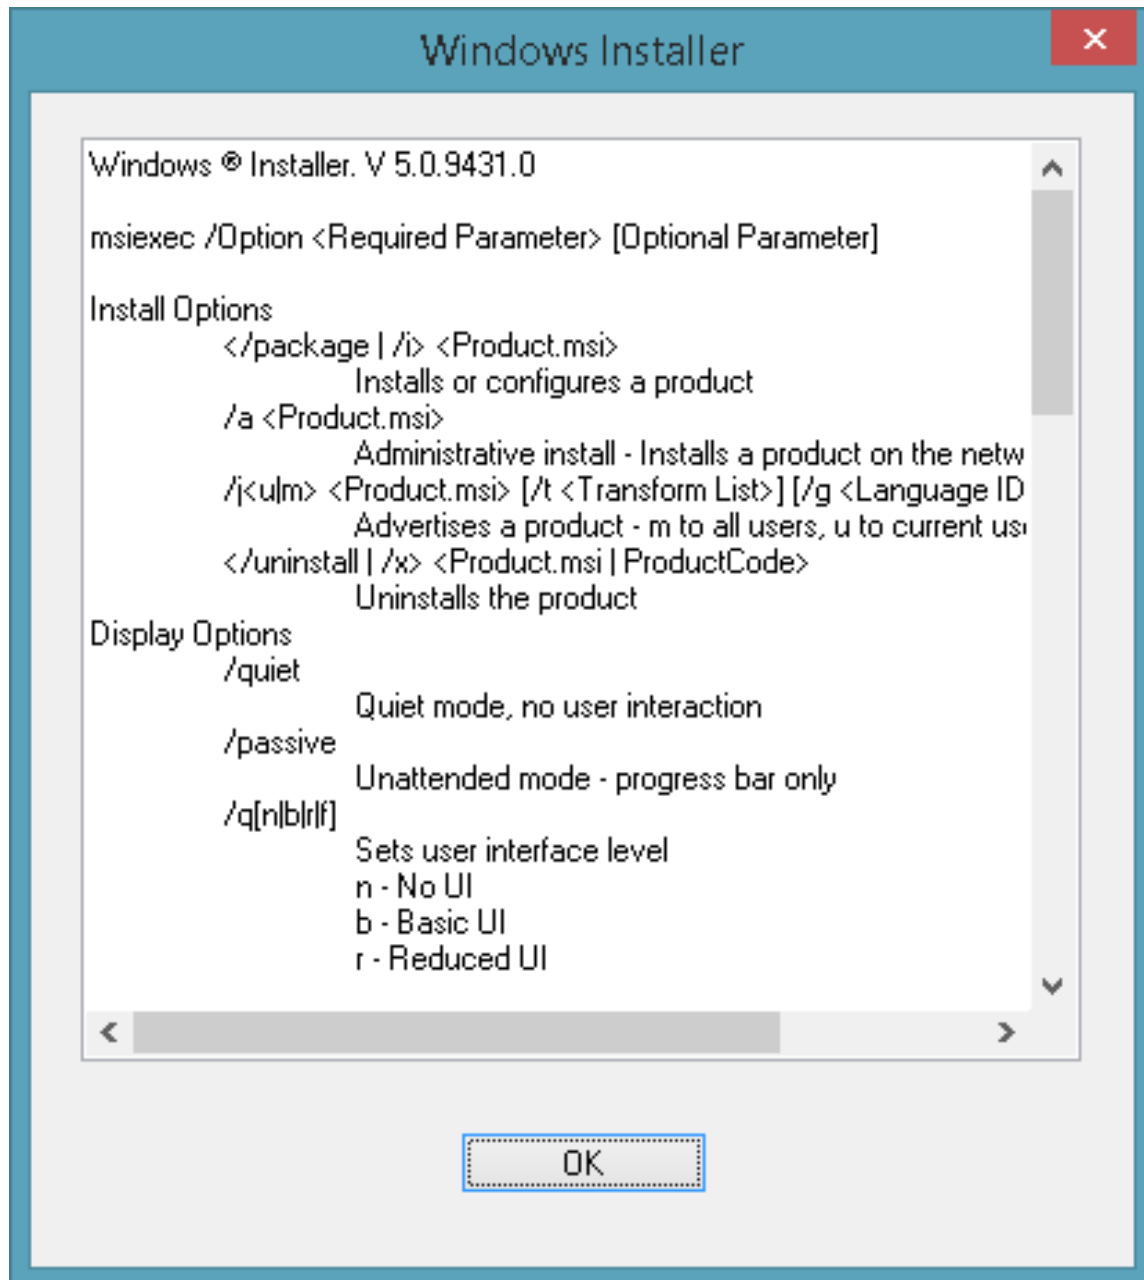 Windows Installer
Windows ® Installer. V 5.0.9431.0
msiexec /Option <Required Parameter> [Optional Parameter]
Install Options
</package | /i> <Product.msi>
Installs or configures a product
/a <Product.msi>
Administrative install - Installs a product on the netw
/j<u|m> <Product.msi> [/t <Transform List>] [/g <Language ID
Advertises a product - m to all users, u to current us
</uninstall | /x> <Product.msi | ProductCode>
Uninstalls the product
Display Options
/quiet
Quiet mode, no user interaction
/passive
Unattended mode - progress bar only
/q[n|b|r|f]
Sets user interface level
n - No UI
b - Basic UI
r - Reduced UI
OK